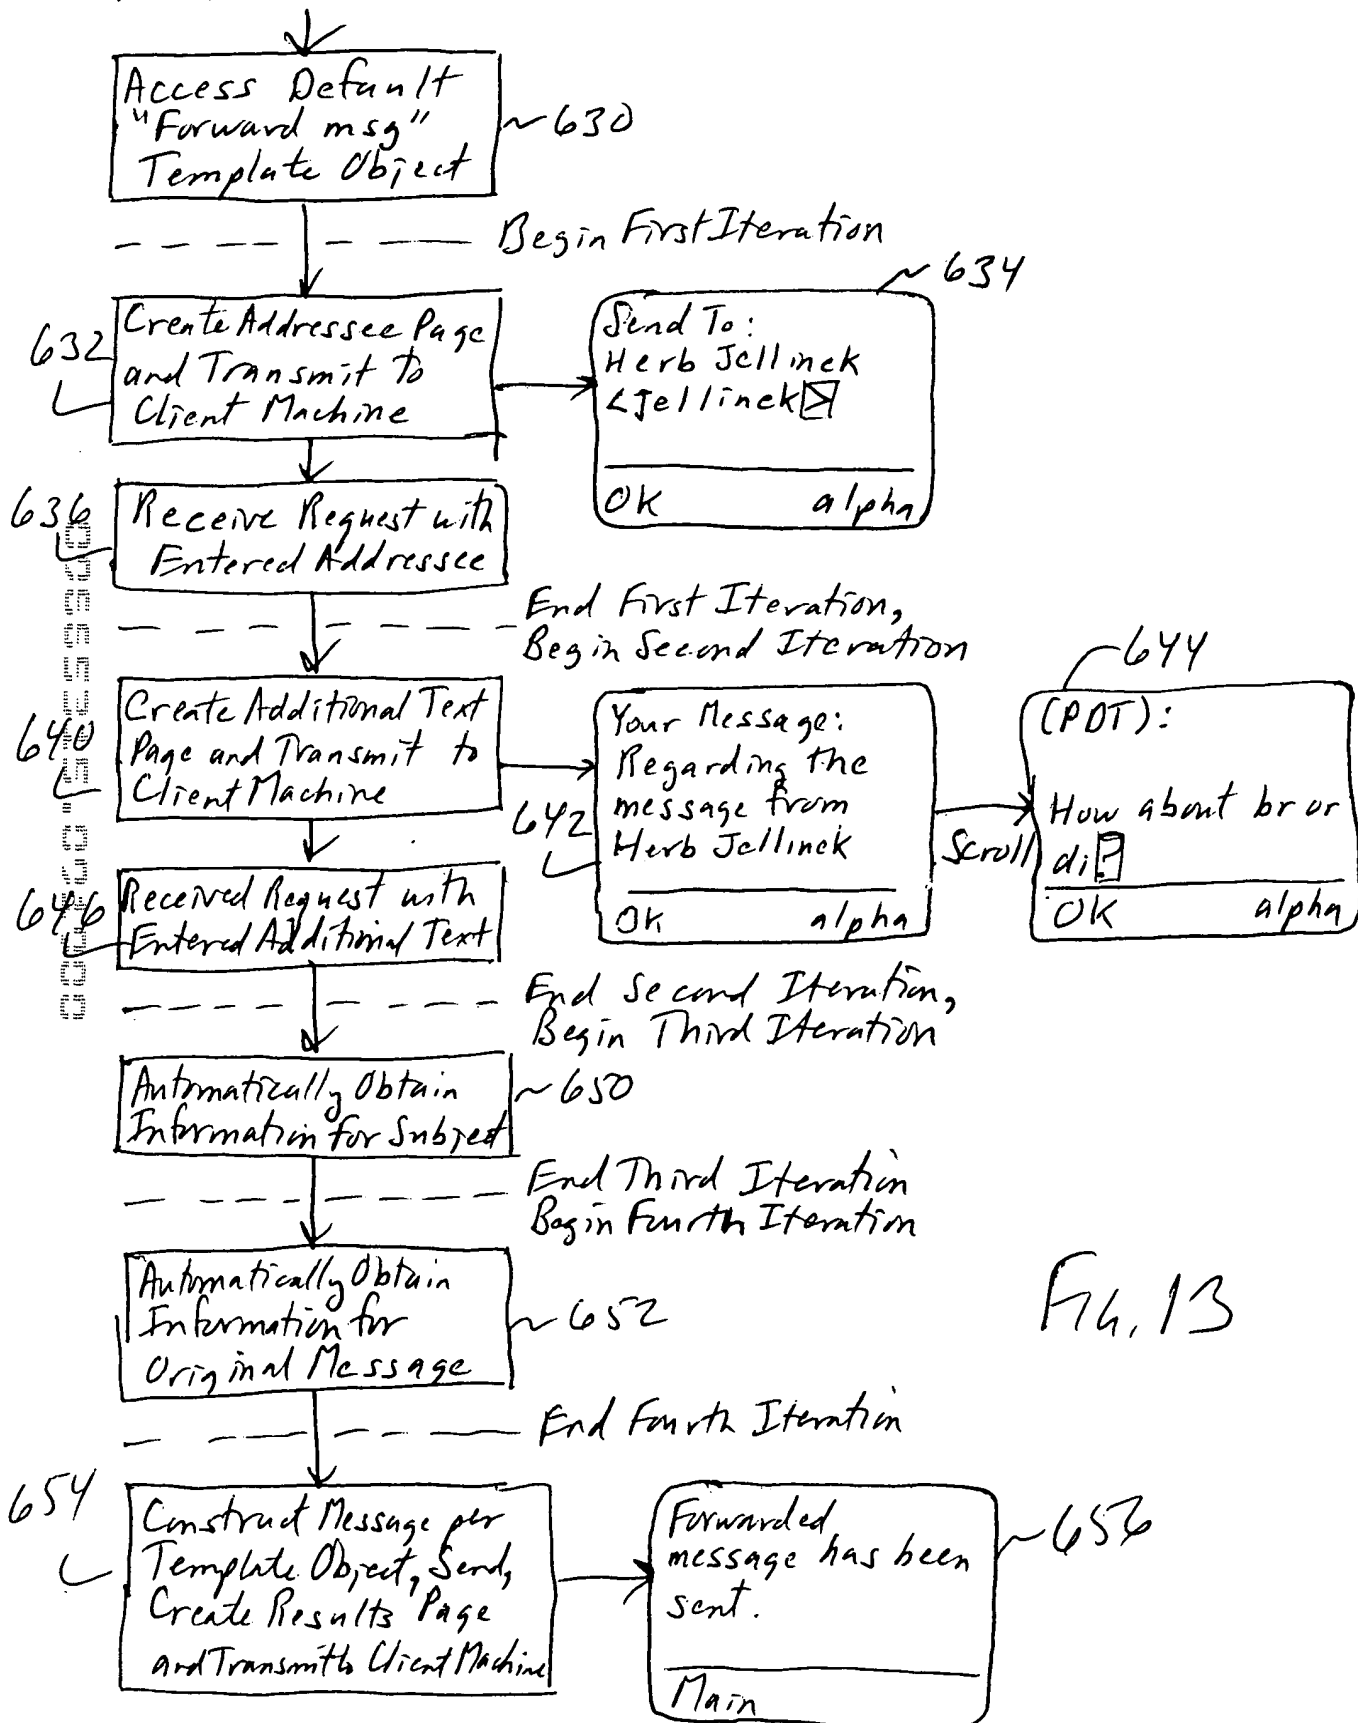 Access Default
"Forward msg"
Template Object
630
Begin First Iteration
632
Create Addressee Page
and Transmit to
Client Machine
634
Send To:
Herb Jellinek
<Jellinek>
OK alpha
636
Receive Request with
Entered Addressee
End First Iteration,
Begin Second Iteration
640
Create Additional Text
Page and Transmit to
Client Machine
642
Your Message:
Regarding the
message from
Herb Jellinek
OK alpha
Scroll
644
(PDT):
How about br or
di?
OK alpha
646
Received Request with
Entered Additional Text
End Second Iteration,
Begin Third Iteration
Automatically Obtain
Information for Subject
650
End Third Iteration
Begin Fourth Iteration
Automatically Obtain
Information for
Original Message
652
End Fourth Iteration
654
Construct Message per
Template Object, Send,
Create Results Page
and Transmit to Client Machine
Forwarded
message has been
sent.
Main
656
FIG. 13